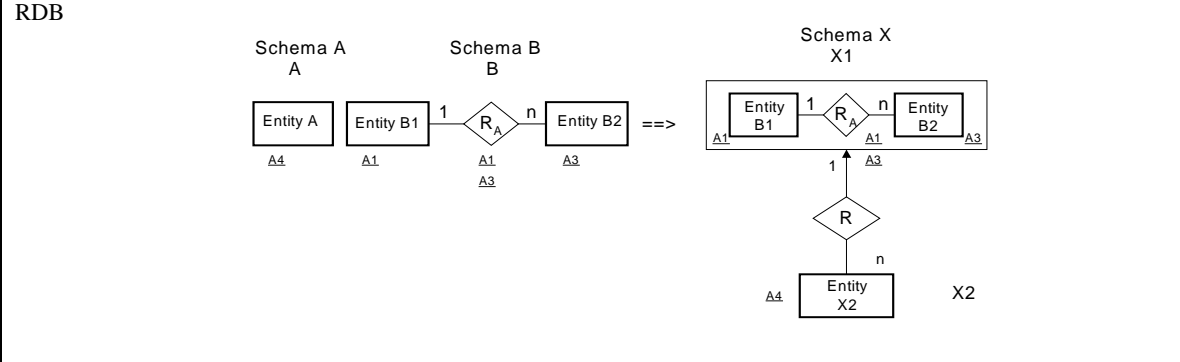 RDB
Schema A
A
Schema B
B
Schema X
X1
Entity A
Entity B1
1
RA
n
Entity B2
==>
Entity
B1
1
RA
n
Entity
B2
A4
A1
A1
A3
A3
A1
A1
A3
A3
1
R
n
A4
Entity
X2
X2